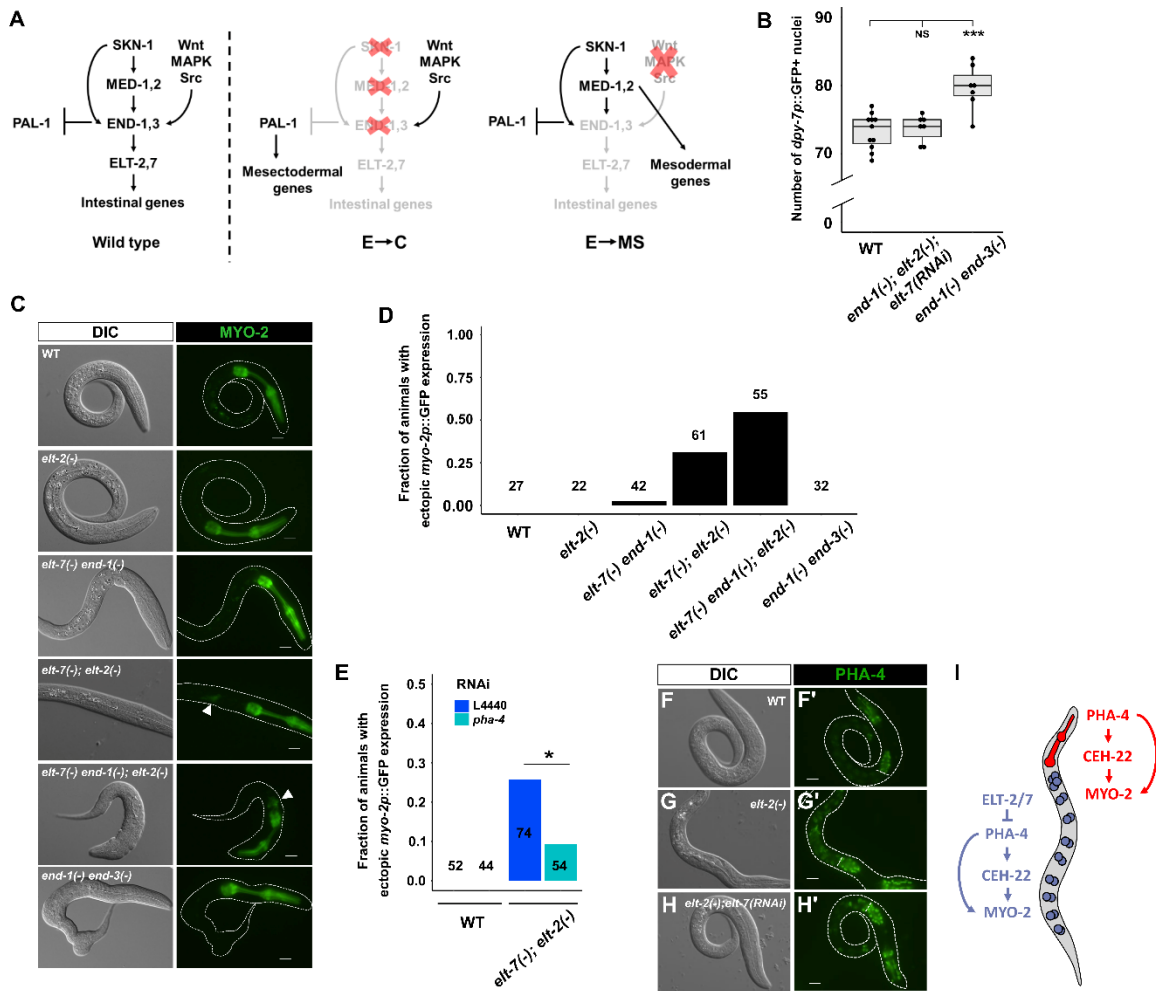 A
SKN-1
Wnt
MAPK
Src
MED-1,2
PAL-1
END-1,3
ELT-2,7
Intestinal genes
Wild type
SKN-1
Wnt
MAPK
Src
MED-1,2
PAL-1
END-1,3
Mesectodermal
genes
ELT-2,7
Intestinal genes
E→C
SKN-1
Wnt
MAPK
Src
MED-1,2
PAL-1
END-1,3
ELT-2,7
Mesodermal
genes
Intestinal genes
E→MS
B
Number of dpy-7p::GFP+ nuclei
90
80
70
0
NS
***
WT
end-1(-); elt-2(-);
elt-7(RNAi)
end-1(-) end-3(-)
C
DIC
MYO-2
WT
elt-2(-)
elt-7(-) end-1(-)
elt-7(-); elt-2(-)
elt-7(-) end-1(-); elt-2(-)
end-1(-) end-3(-)
D
Fraction of animals with
ectopic myo-2p::GFP expression
1.00
0.75
0.50
0.25
0.00
27
22
42
61
55
32
WT
elt-2(-)
elt-7(-) end-1(-)
elt-7(-); elt-2(-)
elt-7(-) end-1(-); elt-2(-)
end-1(-) end-3(-)
E
Fraction of animals with
ectopic myo-2p::GFP expression
0.5
0.4
0.3
0.2
0.1
0.0
RNAi
L4440
pha-4
*
52
44
74
54
WT
elt-7(-); elt-2(-)
DIC
PHA-4
F
WT
F'
G
elt-2(-)
G'
H
elt-2(-);elt-7(RNAi)
H'
I
PHA-4
CEH-22
MYO-2
ELT-2/7
PHA-4
CEH-22
MYO-2